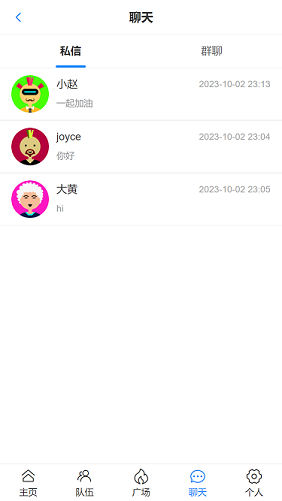 聊天
私信 群聊
小赵 2023-10-02 23:13
一起加油
joyce 2023-10-02 23:04
你好
大黄 2023-10-02 23:05
hi
主页 队伍 广场 聊天 个人